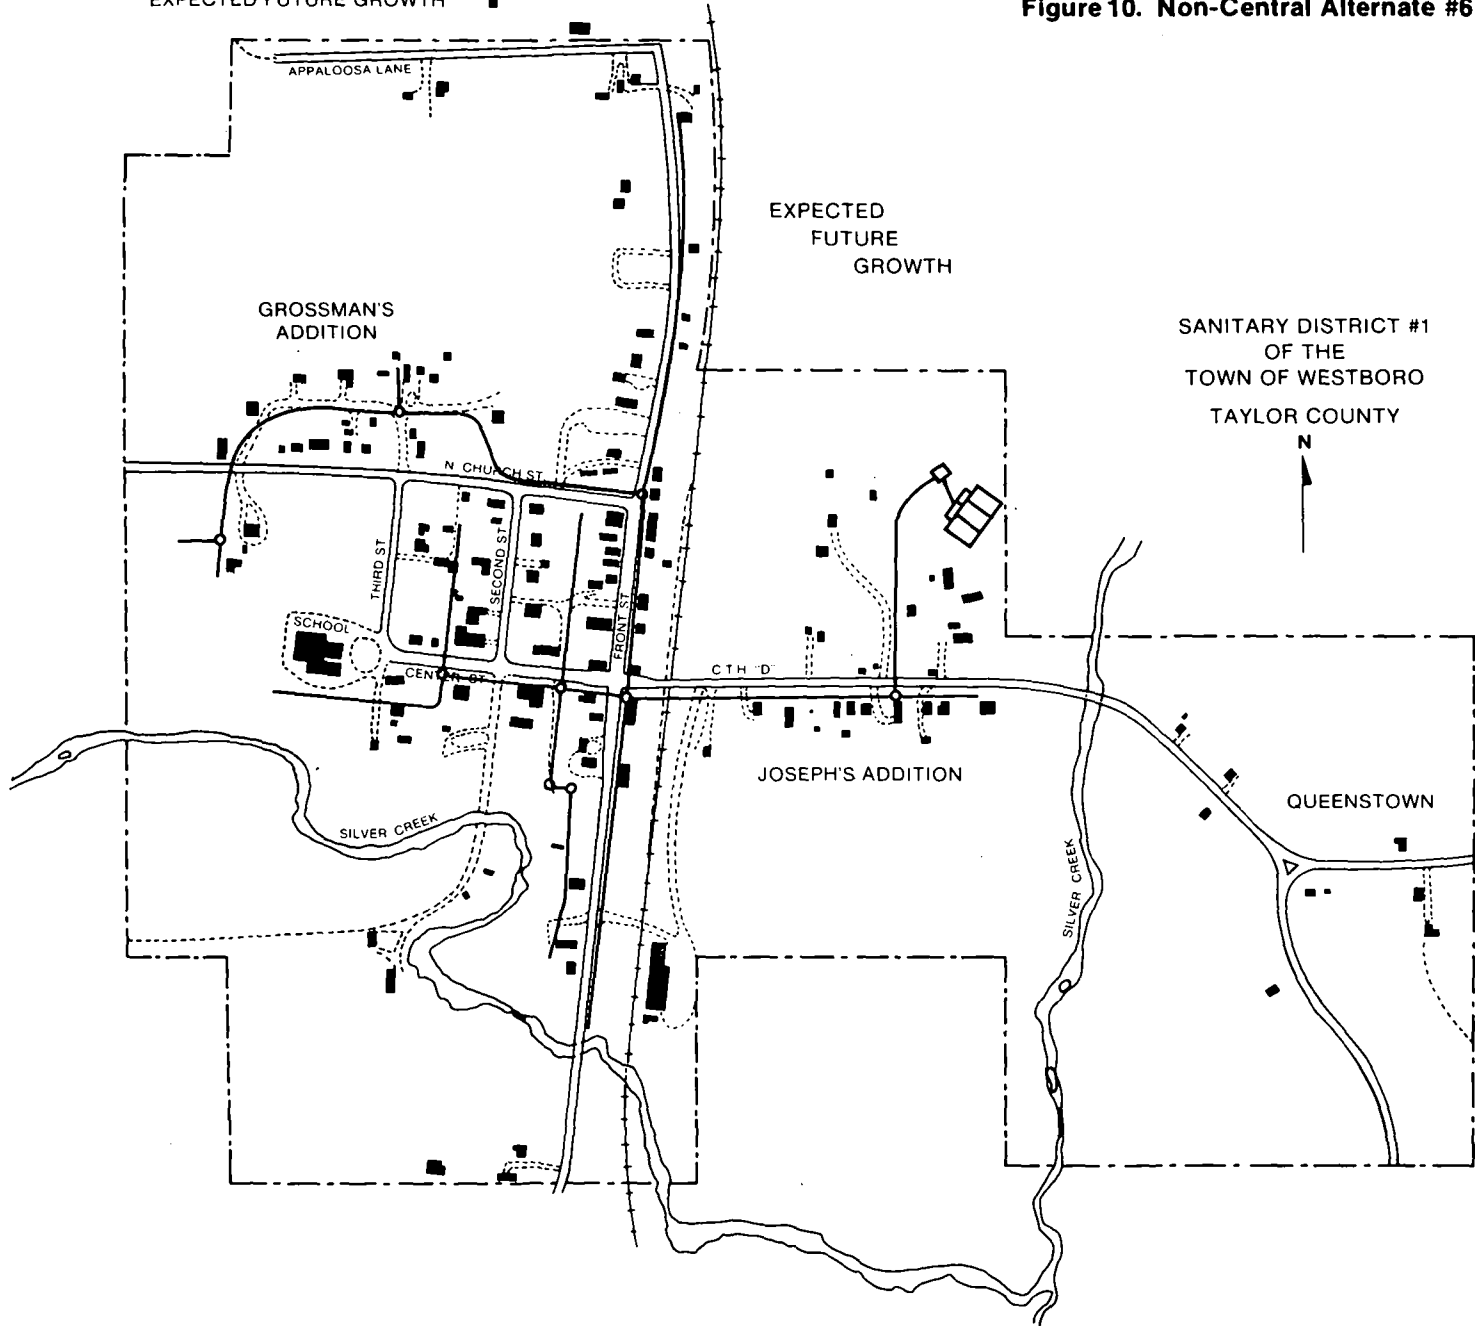 EXPECTED FUTURE GROWTH
Figure 10. Non-Central Alternate #6
APPALOOSA LANE
EXPECTED
FUTURE
GROWTH
GROSSMAN'S
ADDITION
SANITARY DISTRICT #1
OF THE
TOWN OF WESTBORO
TAYLOR COUNTY
N
N CHURCH ST
THIRD ST
SECOND ST
FRONT ST
SCHOOL
CENTER ST
C T H "D"
JOSEPH'S ADDITION
QUEENSTOWN
SILVER CREEK
SILVER CREEK